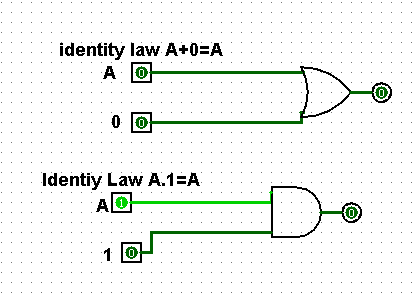 identity law A+0=A
A 0 0
0 0
Identiy Law A.1=A
A 1 0
1 0